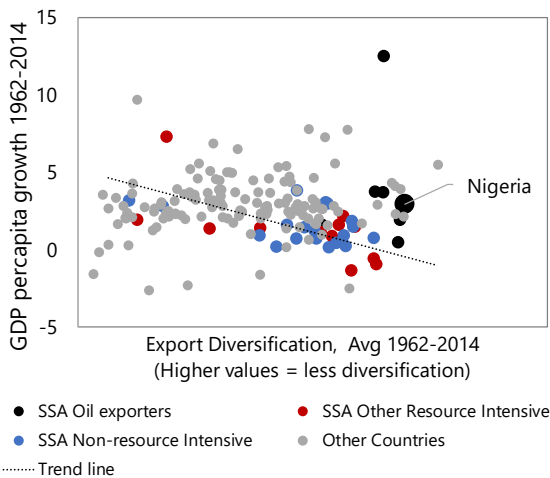 GDP percapita growth 1962-2014
15
10
5
0
-5
Nigeria
Export Diversification, Avg 1962-2014
(Higher values = less diversification)
SSA Oil exporters
SSA Other Resource Intensive
SSA Non-resource Intensive
Other Countries
Trend line